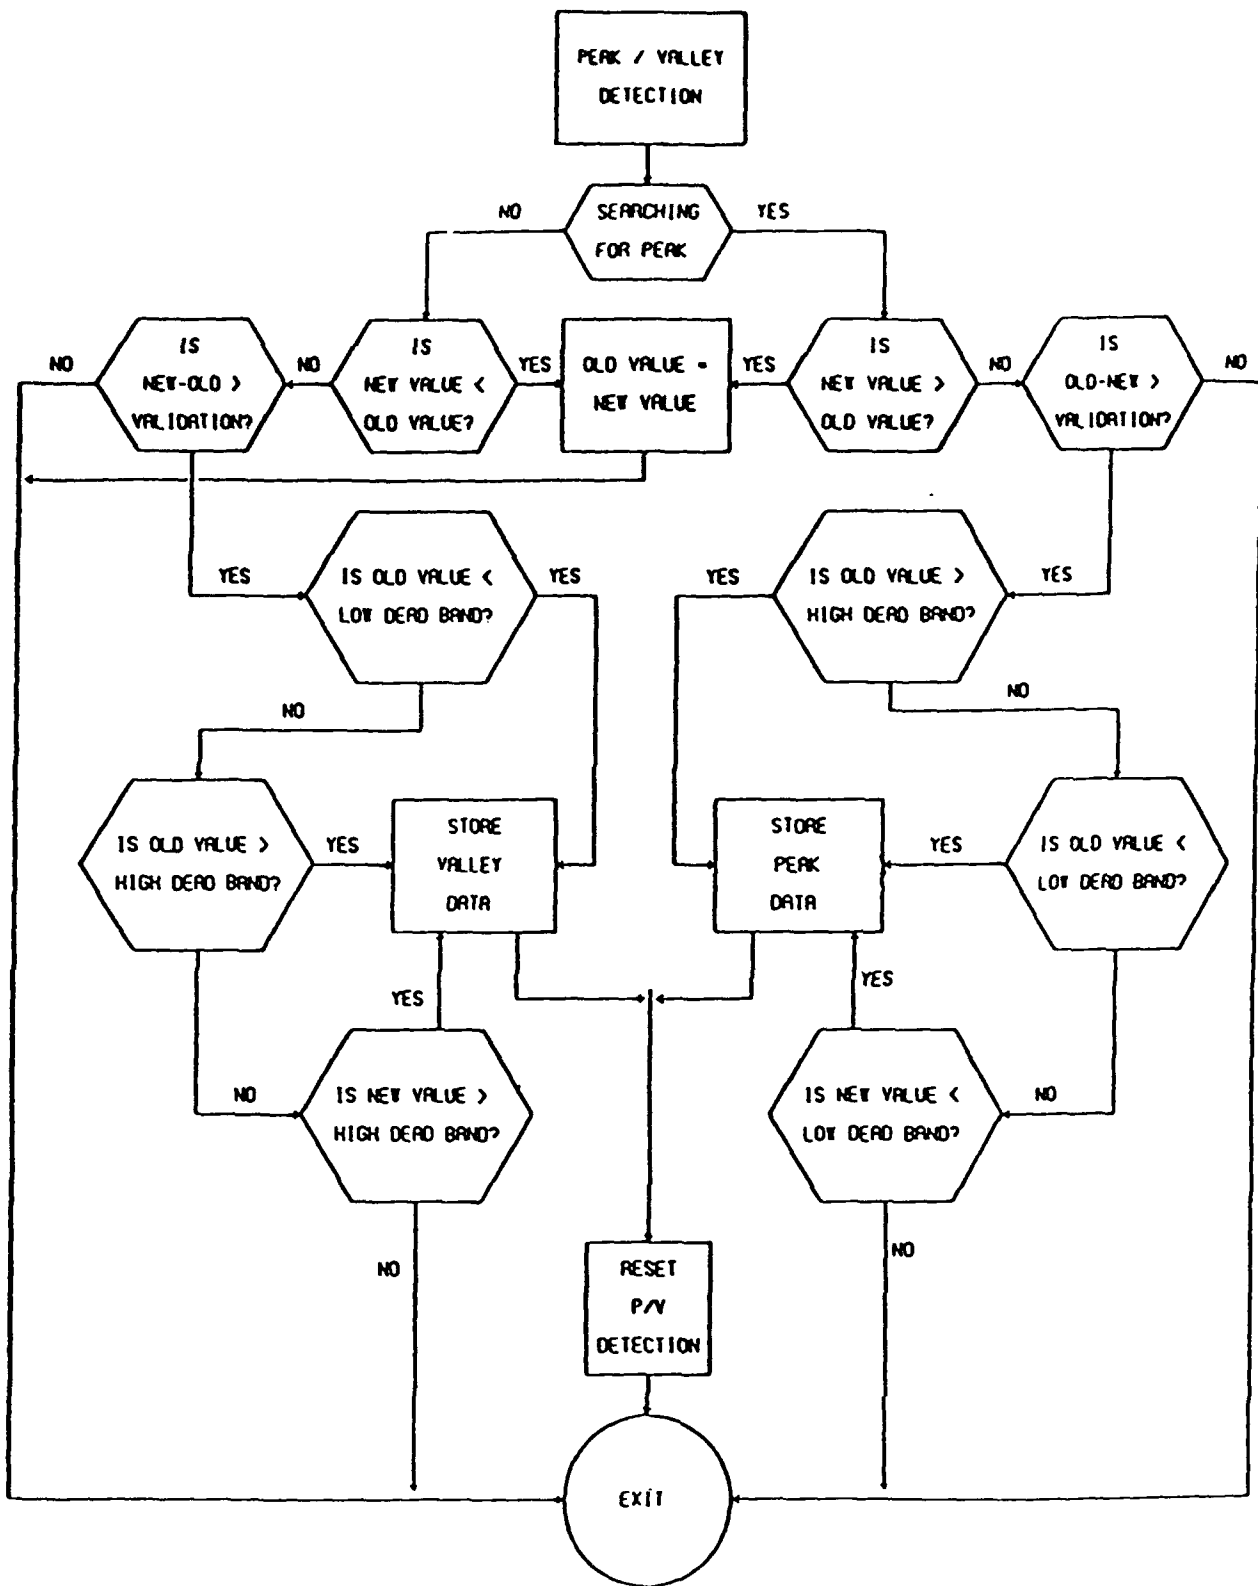 PEAK / VALLEY
DETECTION
NO
SEARCHING
FOR PEAK
YES
NO
IS
NEW-OLD >
VALIDATION?
NO
IS
NEW VALUE <
OLD VALUE?
YES
OLD VALUE =
NEW VALUE
YES
IS
NEW VALUE >
OLD VALUE?
NO
IS
OLD-NEW >
VALIDATION?
NO
YES
IS OLD VALUE <
LOW DEAD BAND?
YES
YES
IS OLD VALUE >
HIGH DEAD BAND?
YES
NO
NO
IS OLD VALUE >
HIGH DEAD BAND?
YES
STORE
VALLEY
DATA
STORE
PEAK
DATA
YES
IS OLD VALUE <
LOW DEAD BAND?
YES
YES
NO
IS NEW VALUE >
HIGH DEAD BAND?
IS NEW VALUE <
LOW DEAD BAND?
NO
NO
RESET
P/V
DETECTION
NO
EXIT